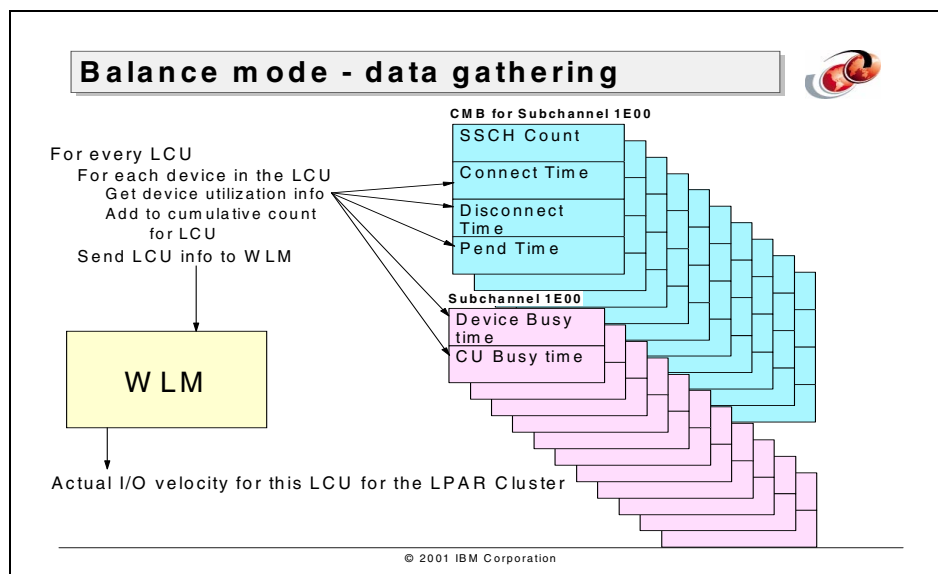 Balance mode - data gathering
CMB for Subchannel 1E00
SSCH Count
Connect Time
Disconnect
Time
Pend Time
For every LCU
For each device in the LCU
Get device utilization info
Add to cumulative count
for LCU
Send LCU info to WLM
Subchannel 1E00
Device Busy
time
CU Busy time
WLM
Actual I/O velocity for this LCU for the LPAR Cluster
© 2001 IBM Corporation